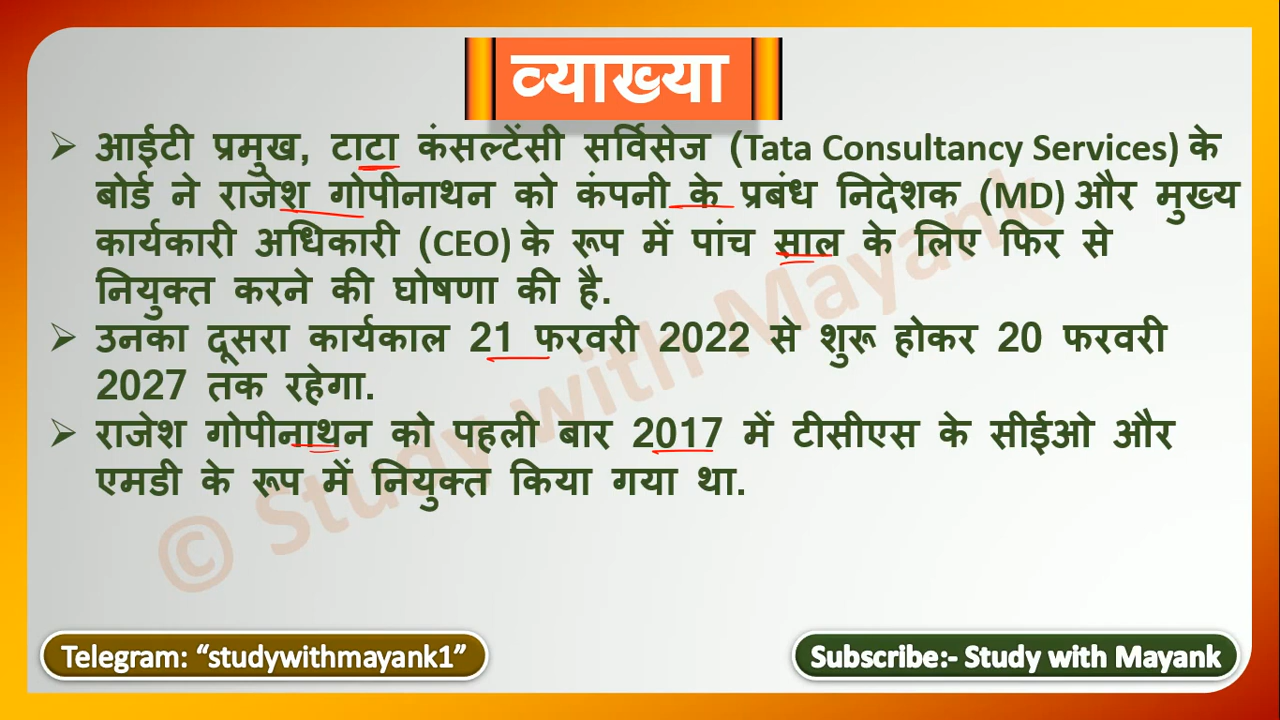 व्याख्या
➢ आईटी प्रमुख, टाटा कंसल्टेंसी सर्विसेज (Tata Consultancy Services) के
बोर्ड ने राजेश गोपीनाथन को कंपनी के प्रबंध निदेशक (MD) और मुख्य
कार्यकारी अधिकारी (CEO) के रूप में पांच साल के लिए फिर से
नियुक्त करने की घोषणा की है.
➢ उनका दूसरा कार्यकाल 21 फरवरी 2022 से शुरू होकर 20 फरवरी
2027 तक रहेगा.
➢ राजेश गोपीनाथन को पहली बार 2017 में टीसीएस के सीईओ और
एमडी के रूप में नियुक्त किया गया था.
© Study with Mayank
Telegram: “studywithmayank1”
Subscribe:- Study with Mayank